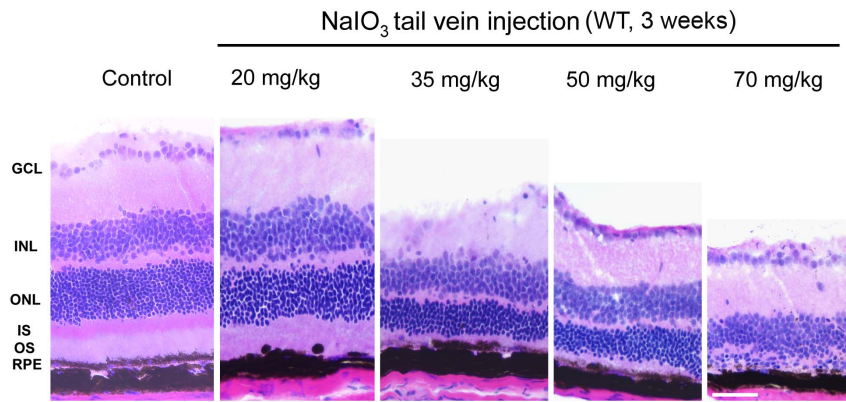 NaIO₃ tail vein injection (WT, 3 weeks)
Control 20 mg/kg 35 mg/kg 50 mg/kg 70 mg/kg
GCL
INL
ONL
IS
OS
RPE